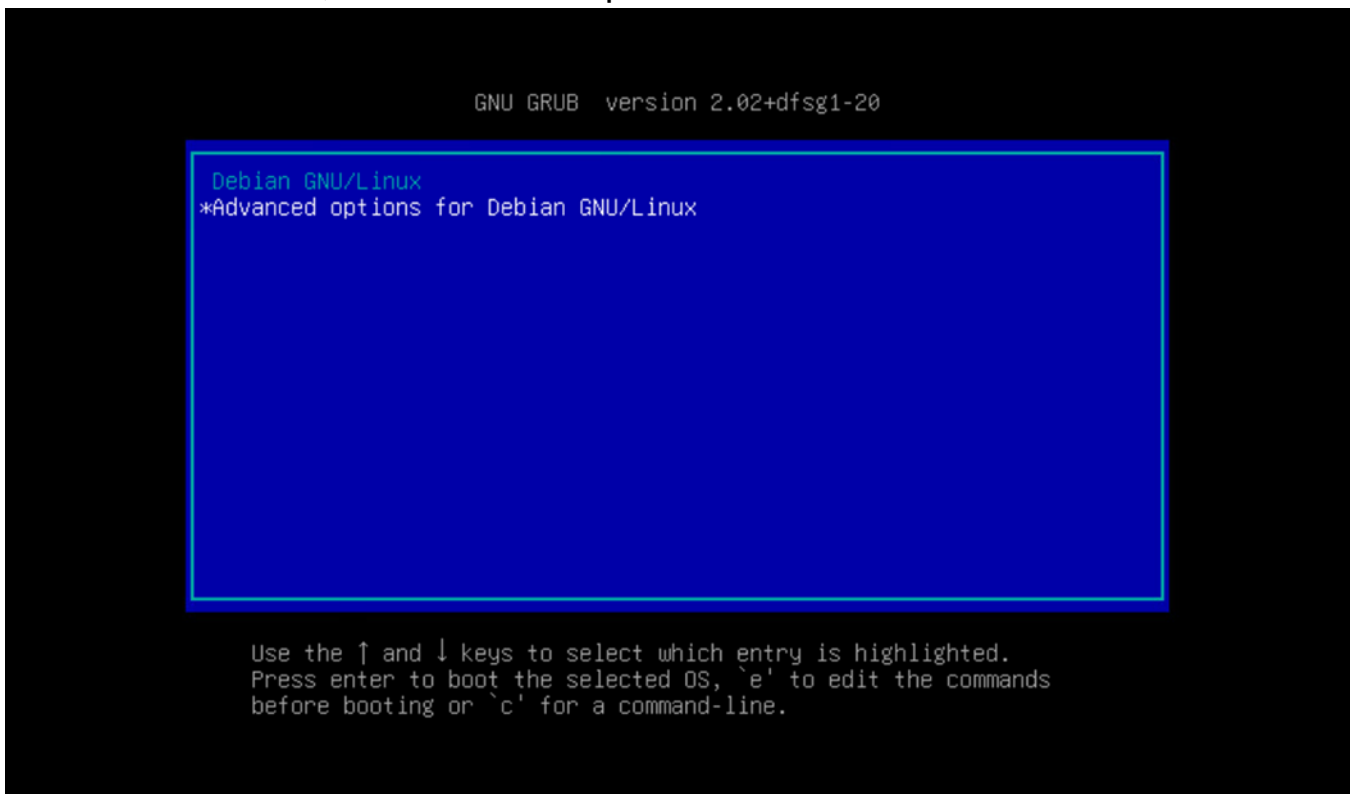 GNU GRUB  version 2.02+dfsg1-20
Debian GNU/Linux
*Advanced options for Debian GNU/Linux
Use the ↑ and ↓ keys to select which entry is highlighted.
Press enter to boot the selected OS, `e' to edit the commands
before booting or `c' for a command-line.